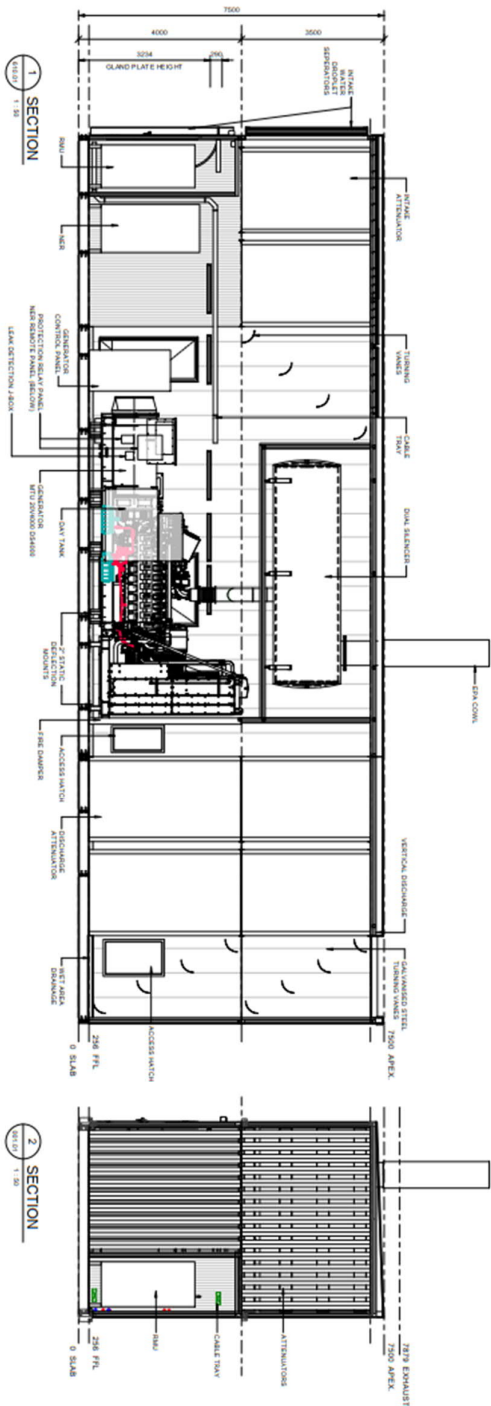 7500
4000
3500
3234
290
GLAND PLATE HEIGHT
INTAKE
WATER
DROPLET
SEPERATORS
INTAKE
ATTENUATOR
TURNING
VANES
CABLE
TRAY
DUAL SILENCER
EPA COWL
VERTICAL DISCHARGE
GALVANISED STEEL
TURNING VANES
7500 APEX.
256 FFL
0 SLAB
RMU
NER
GENERATOR
CONTROL PANEL
PROTECTION RELAY PANEL
NER REMOTE PANEL (BELOW)
LEAK DETECTION J-BOX
GENERATOR
DAY TANK
2" STATIC
DEFLECTION
MOUNTS
FIRE DAMPER
ACCESS HATCH
DISCHARGE
ATTENUATOR
WET AREA
DRAINAGE
ACCESS HATCH
1 SECTION
1 : 50
7879 EXHAUST
7500 APEX.
256 FFL
0 SLAB
ATTENUATORS
CABLE TRAY
RMU
2 SECTION
1 : 50